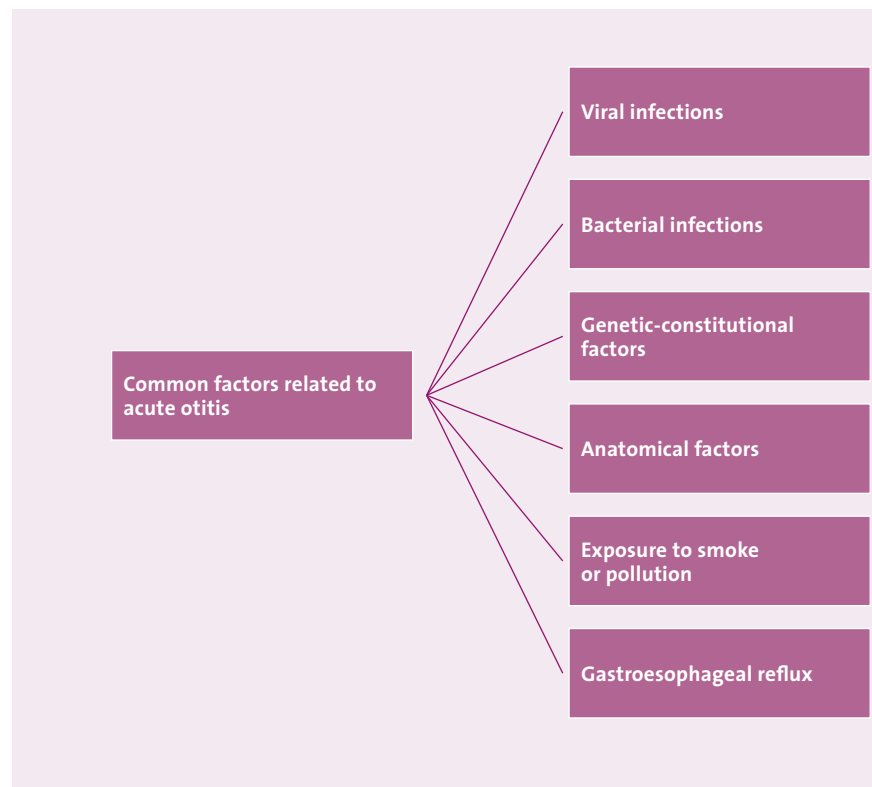 Viral infections
Bacterial infections
Genetic-constitutional
factors
Common factors related to
acute otitis
Anatomical factors
Exposure to smoke
or pollution
Gastroesophageal reflux